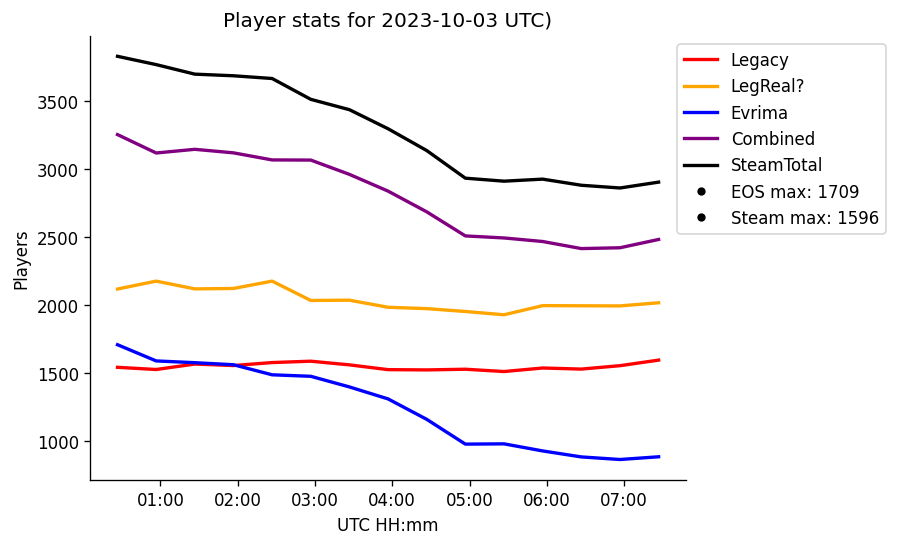 Player stats for 2023-10-03 UTC)
Legacy
LegReal?
Evrima
Combined
SteamTotal
EOS max: 1709
Steam max: 1596
Players
3500
3000
2500
2000
1500
1000
01:00 02:00 03:00 04:00 05:00 06:00 07:00
UTC HH:mm